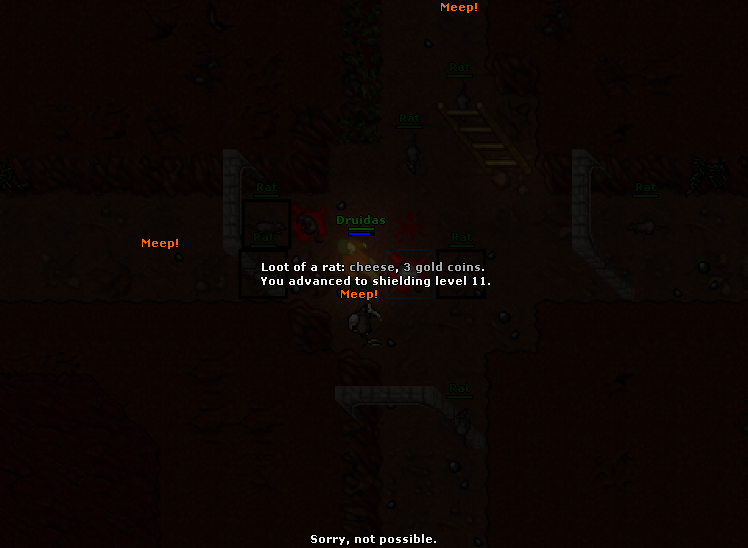 Meep!
Rat
Rat
Rat
Rat
Druidas
Meep!
Rat
Rat
Loot of a rat: cheese, 3 gold coins.
You advanced to shielding level 11.
Meep!
Rat
Sorry, not possible.